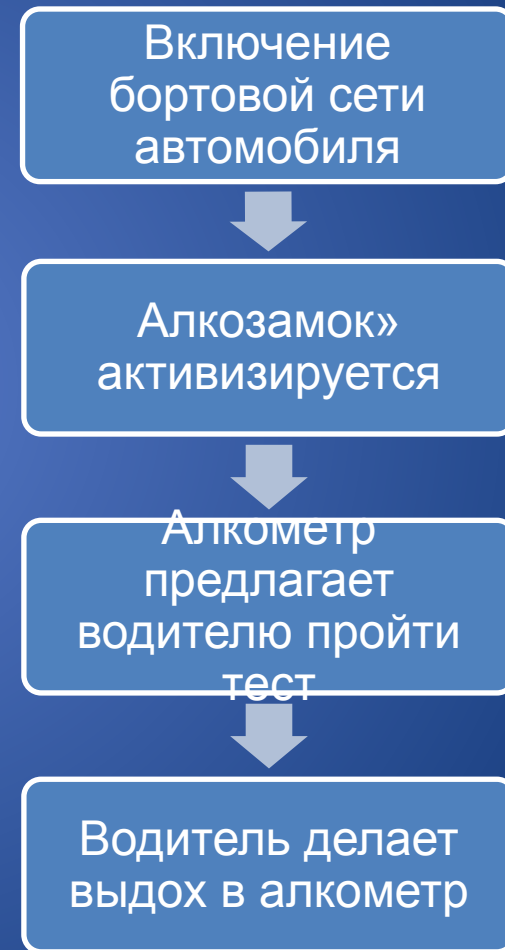 Включение
бортовой сети
автомобиля
Алкозамок»
активизируется
Алкометр
предлагает
водителю пройти
тест
Водитель делает
выдох в алкометр